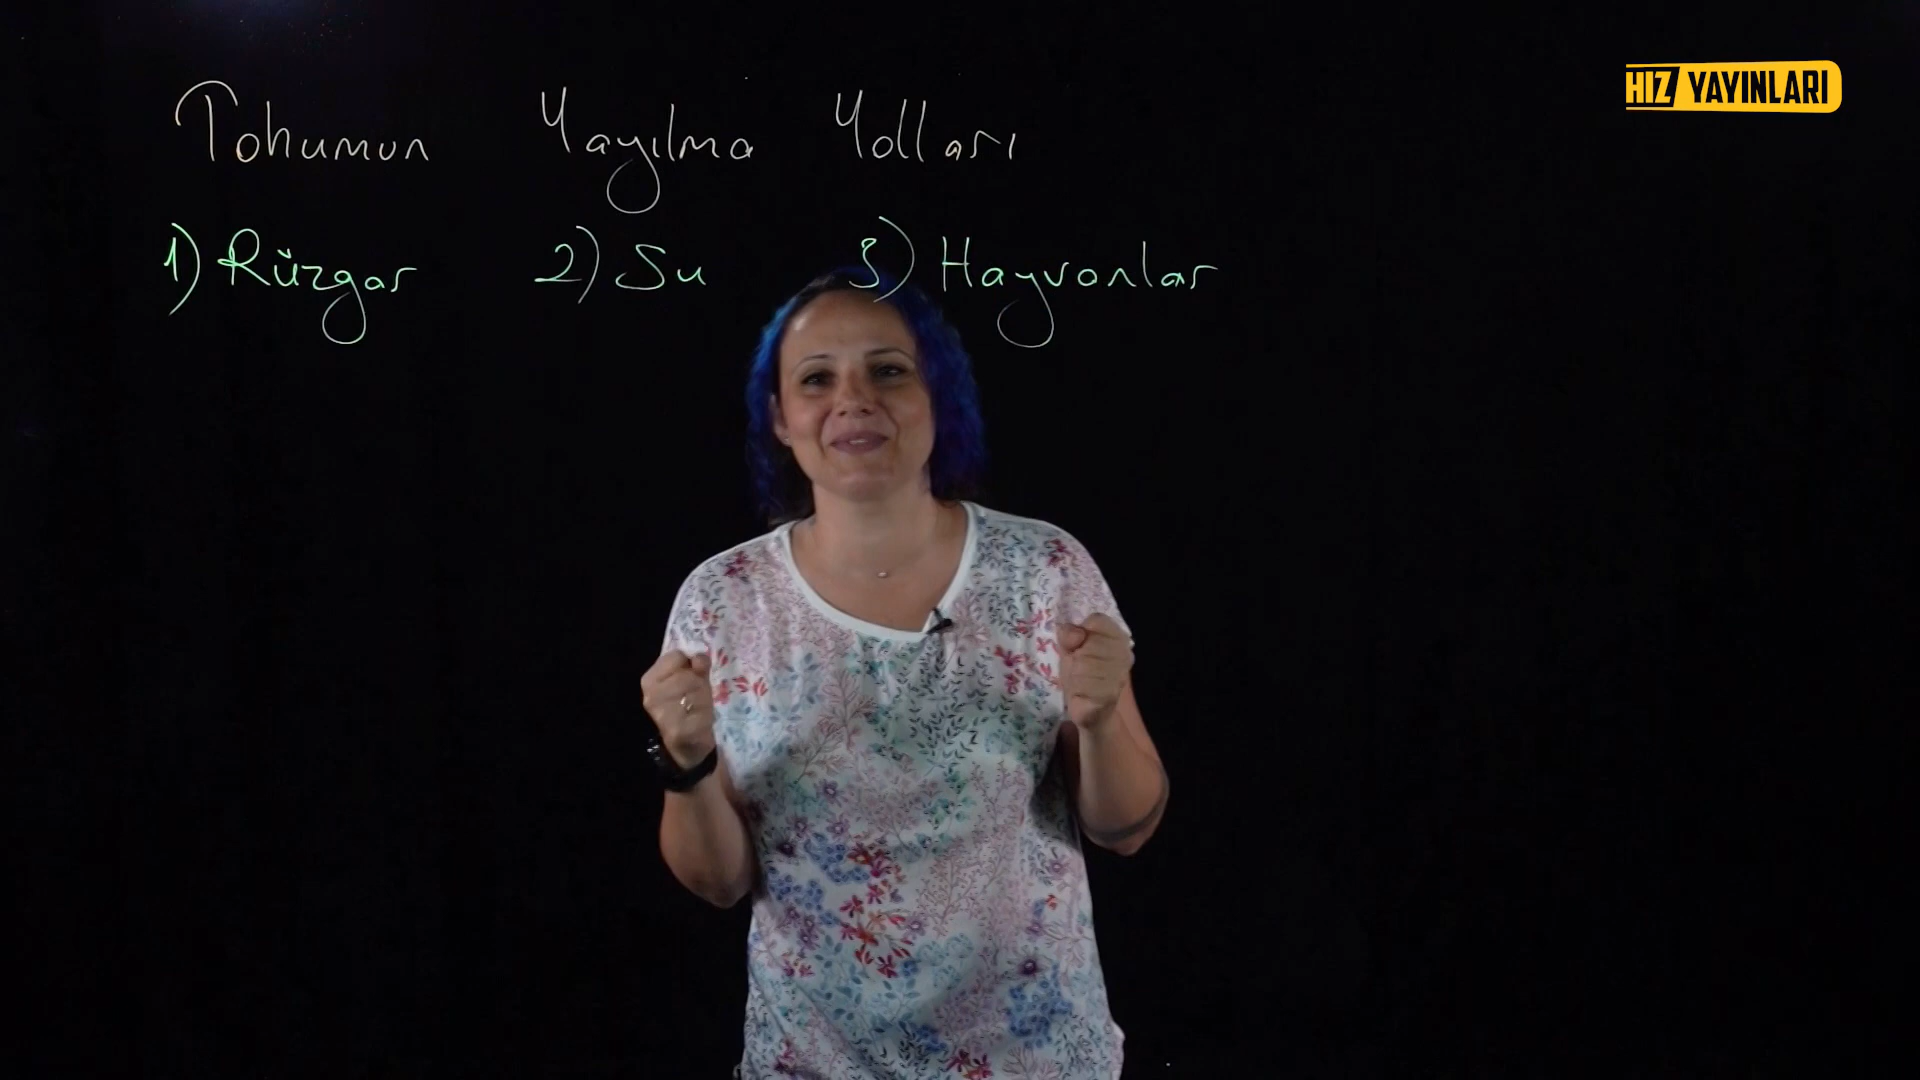 HIZ YAYINLARI
Tohumun Yayılma Yolları
1) Rüzgar 2) Su 3) Hayvanlar